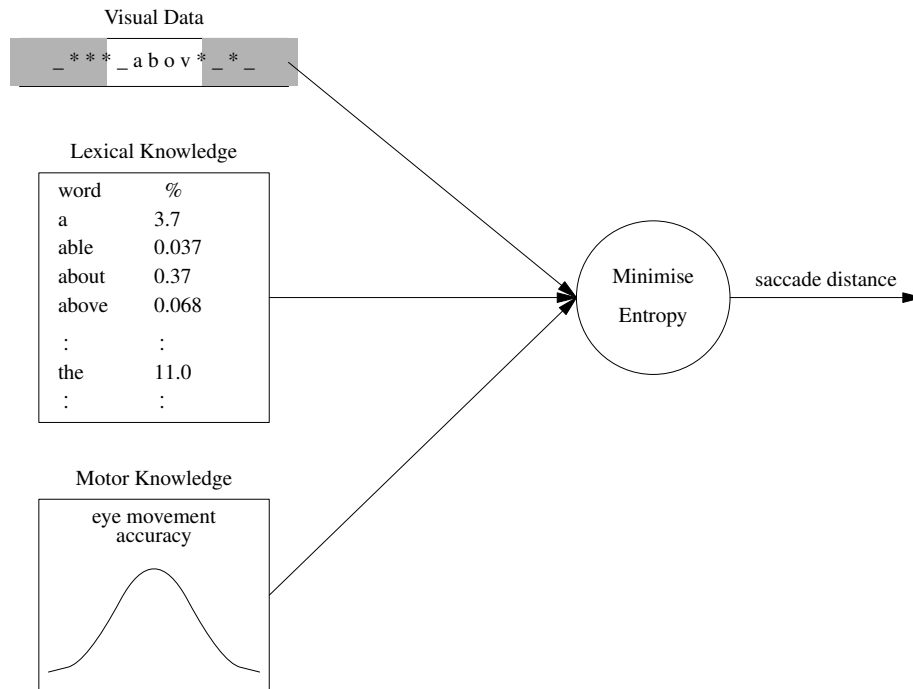 Visual Data
_ * * * _ a b o v * _ * _
Lexical Knowledge
word %
a 3.7
able 0.037
about 0.37
above 0.068
: :
the 11.0
: :
Minimise
Entropy
saccade distance
Motor Knowledge
eye movement
accuracy